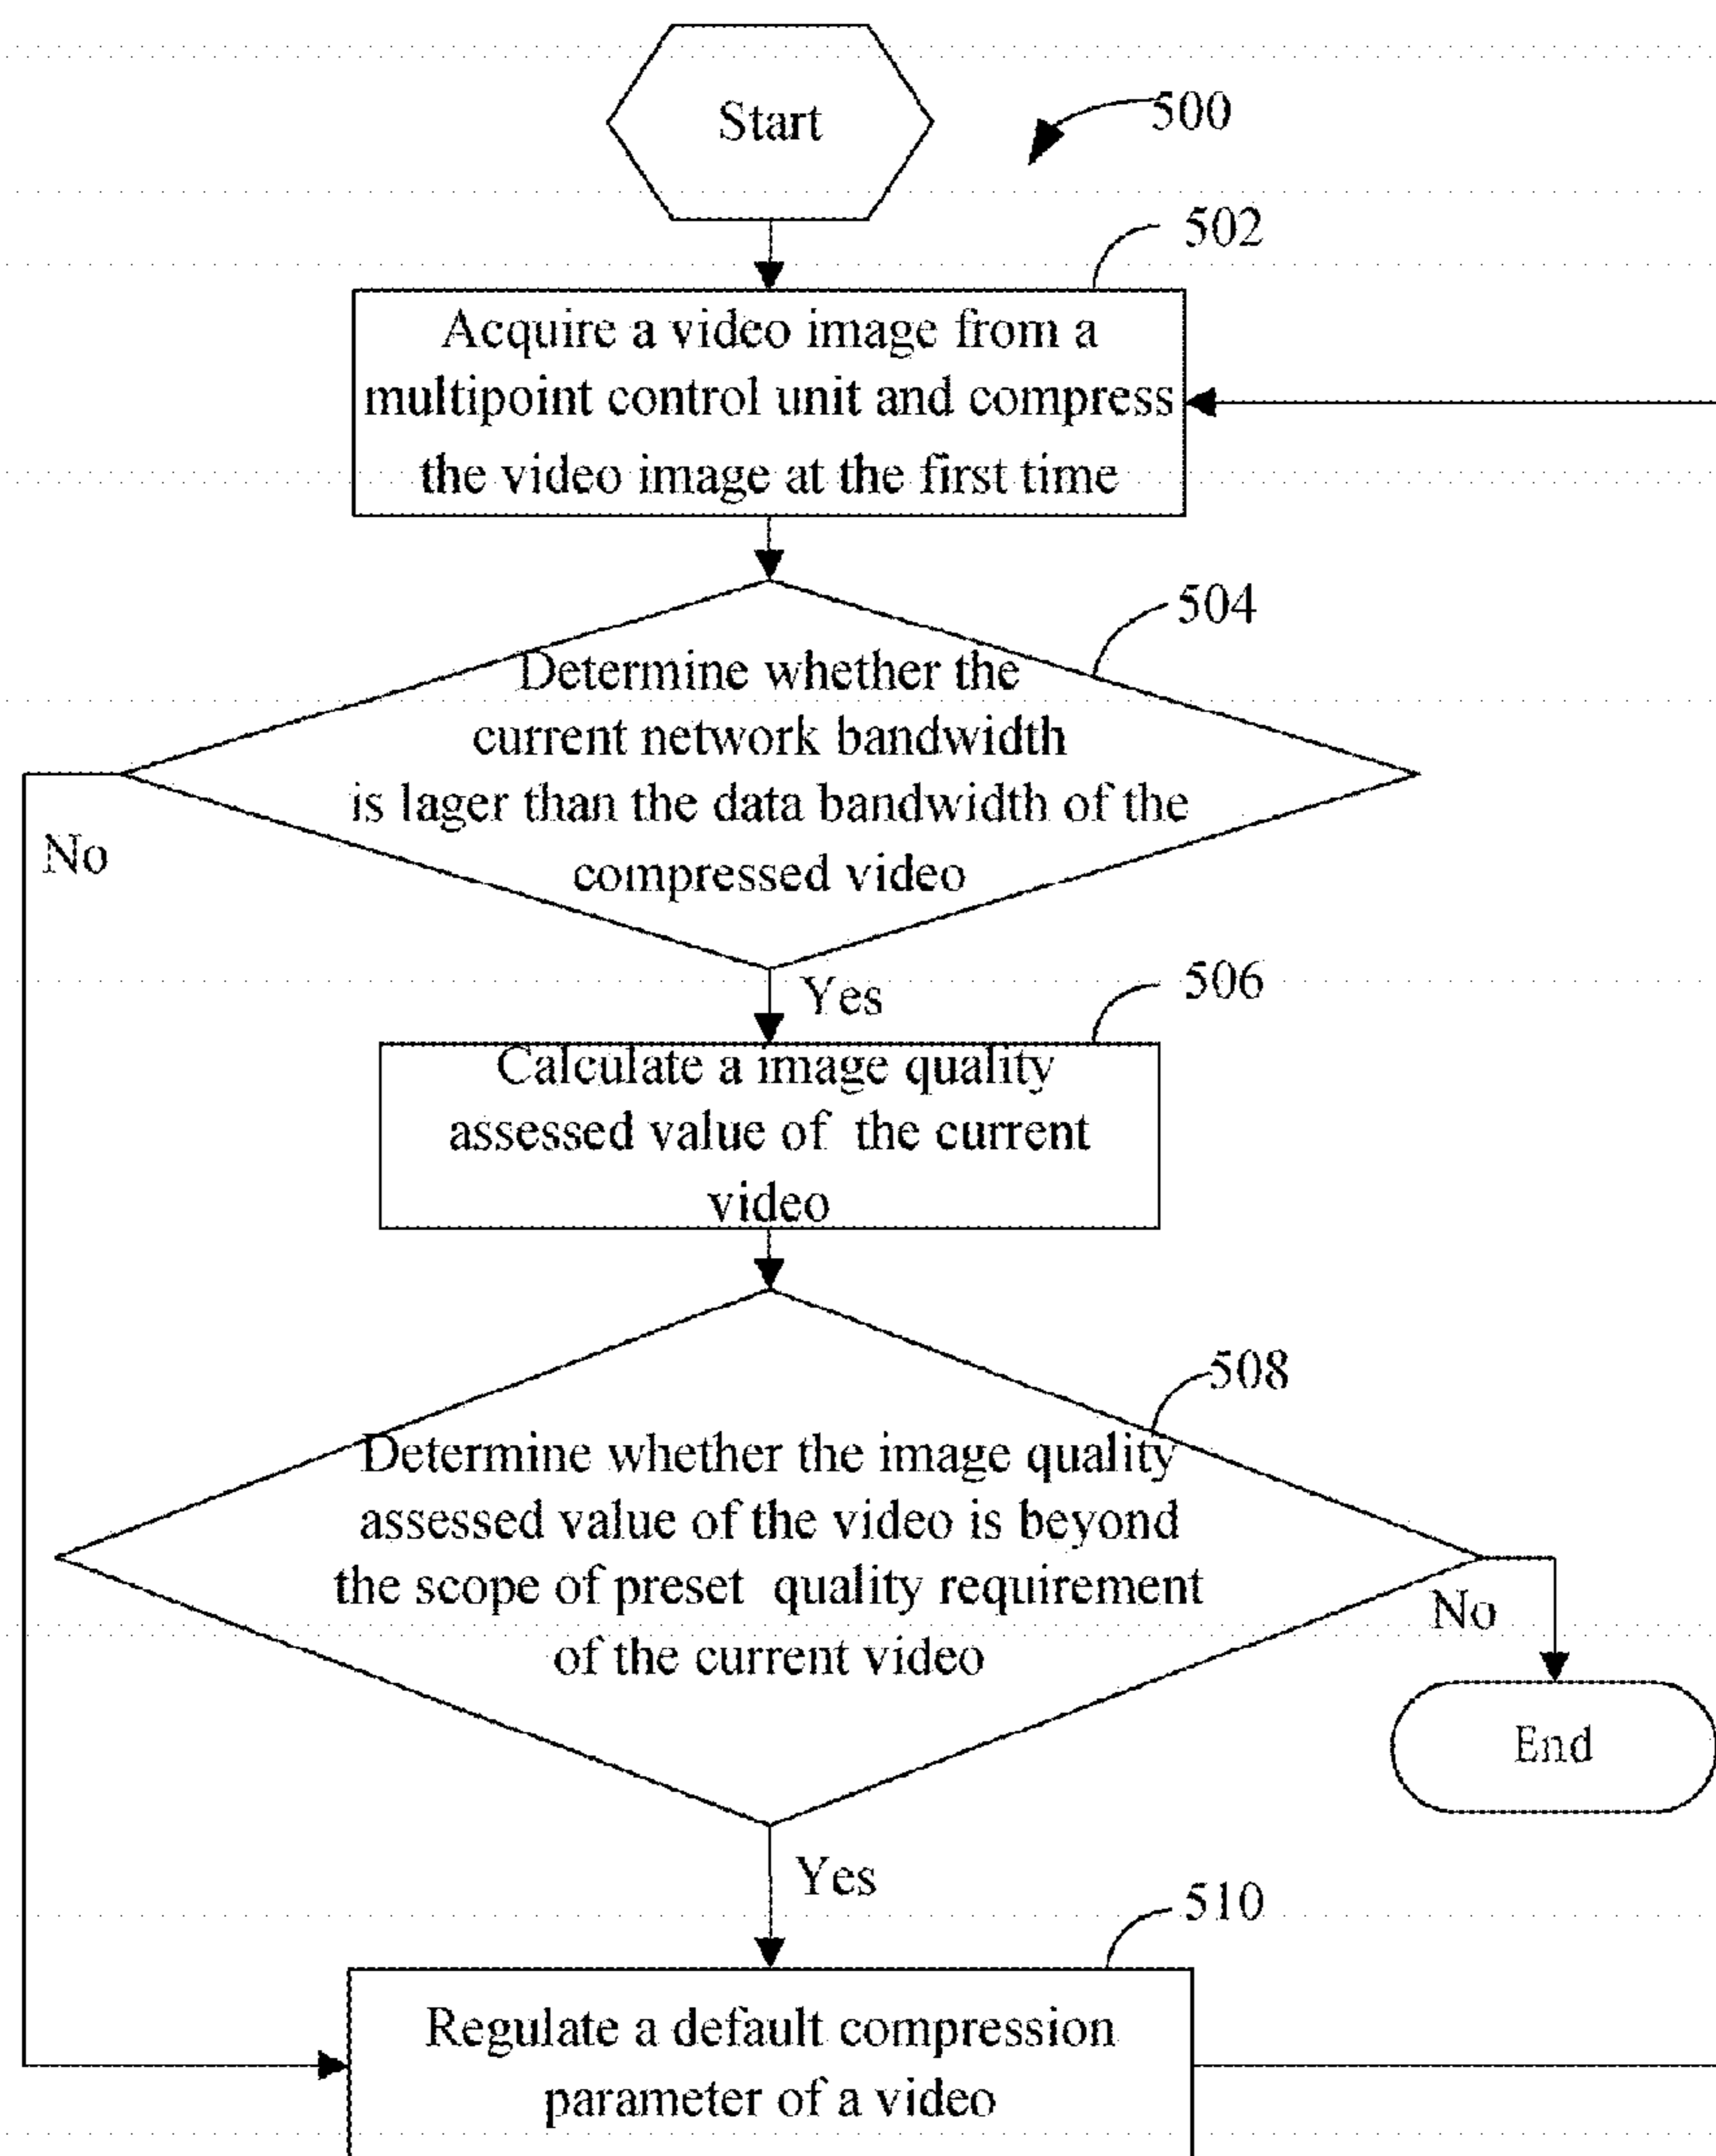 Start
500
502
Acquire a video image from a
multipoint control unit and compress
the video image at the first time
504
Determine whether the
current network bandwidth
is lager than the data bandwidth of the
compressed video
No
Yes
506
Calculate a image quality
assessed value of the current
video
508
Determine whether the image quality
assessed value of the video is beyond
the scope of preset quality requirement
of the current video
No
End
Yes
510
Regulate a default compression
parameter of a video